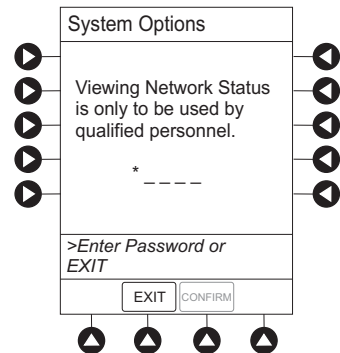 System Options
Viewing Network Status
is only to be used by
qualified personnel.
* _ _ _ _
>Enter Password or
EXIT
EXIT CONFIRM